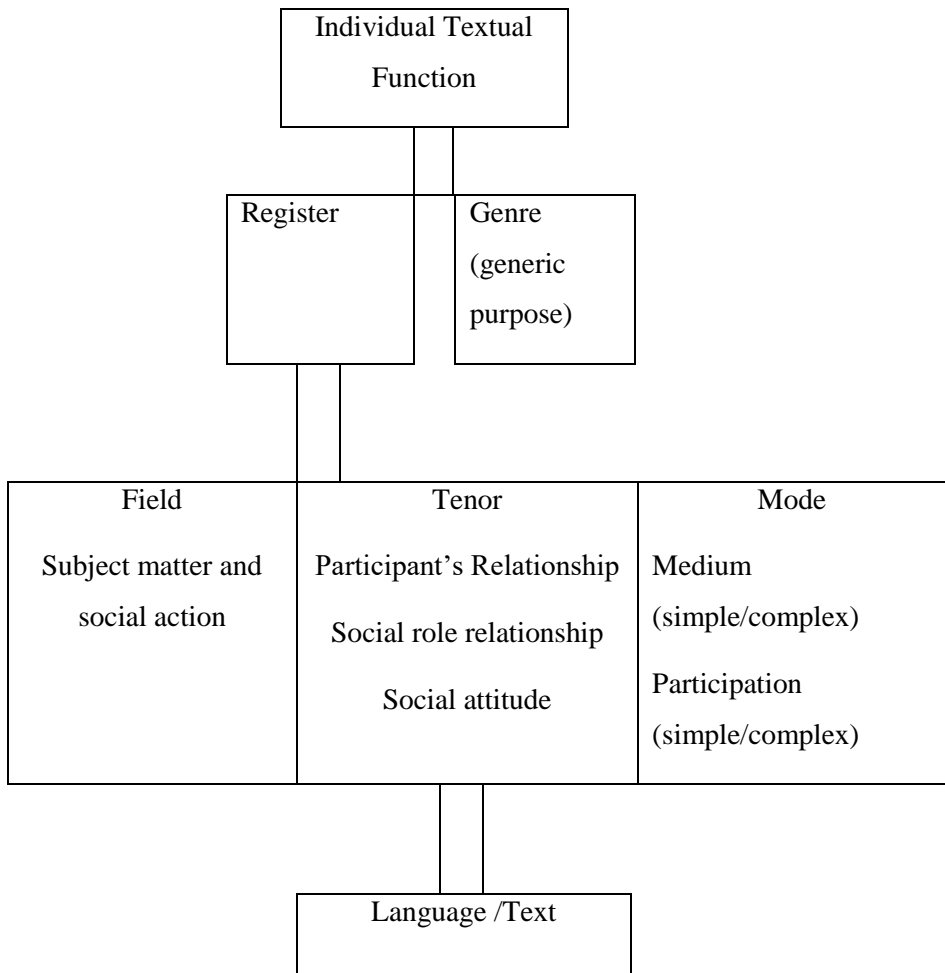 Individual Textual
Function
Register
Genre
(generic
purpose)
Field
Subject matter and
social action
Tenor
Participant’s Relationship
Social role relationship
Social attitude
Mode
Medium
(simple/complex)
Participation
(simple/complex)
Language /Text